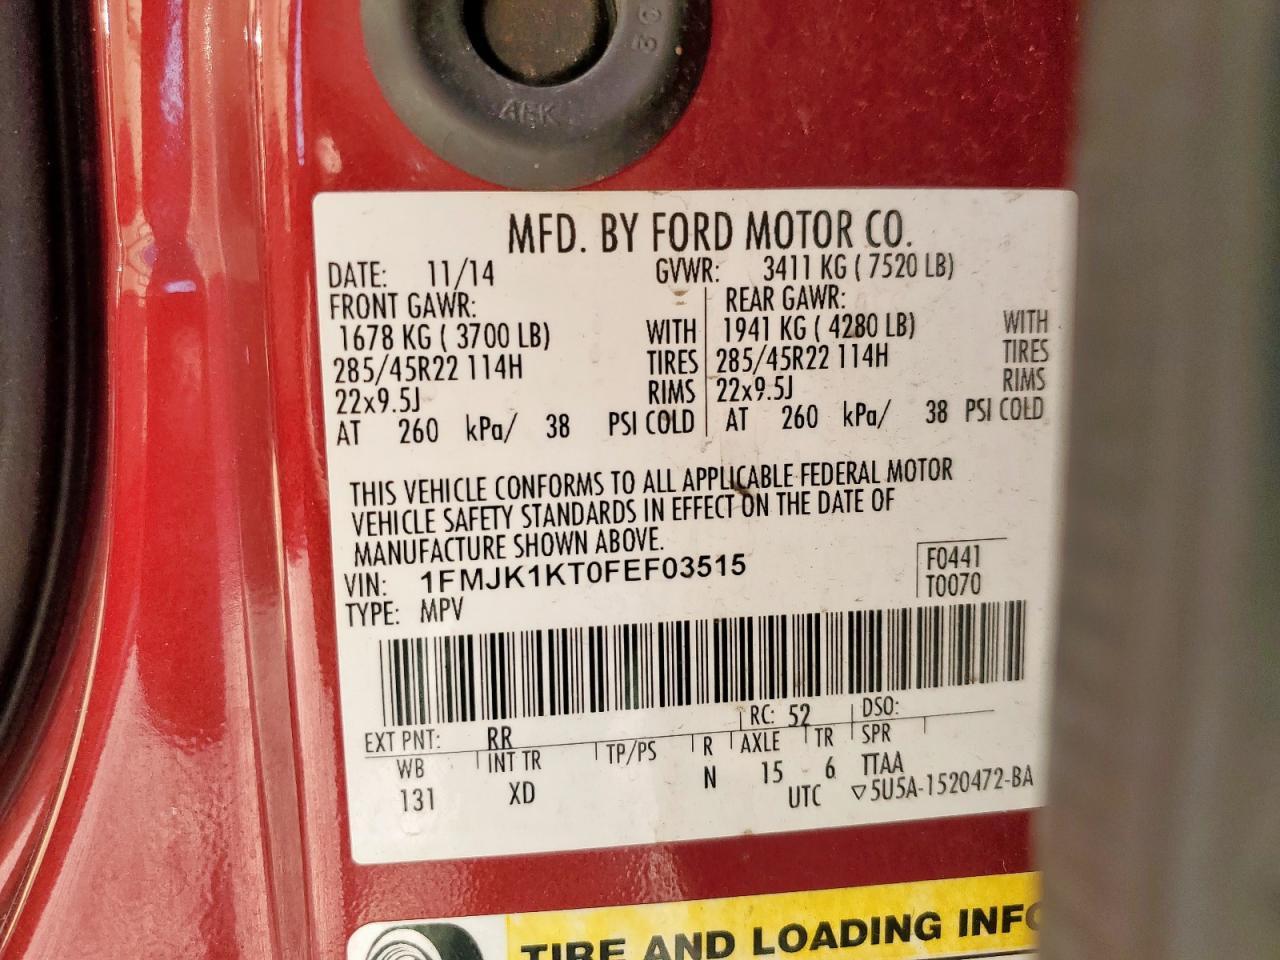 02
AEK
MFD. BY FORD MOTOR CO.
DATE: 11/14 GVWR: 3411 KG ( 7520 LB)
FRONT GAWR: REAR GAWR:
1678 KG ( 3700 LB) WITH 1941 KG ( 4280 LB) WITH
285/45R22 114H TIRES 285/45R22 114H TIRES
22x9.5J RIMS 22x9.5J RIMS
AT 260 kPa/ 38 PSI COLD AT 260 kPa/ 38 PSI COLD
THIS VEHICLE CONFORMS TO ALL APPLICABLE FEDERAL MOTOR
VEHICLE SAFETY STANDARDS IN EFFECT ON THE DATE OF
MANUFACTURE SHOWN ABOVE.
VIN: 1FMJK1KT0FEF03515 F0441
TYPE: MPV T0070
EXT PNT: RR RC: 52 DSO:
WB INT TR TP/PS R AXLE TR SPR
131 XD N 15 6 TTAA
UTC ▽5U5A-1520472-BA
TIRE AND LOADING INFO